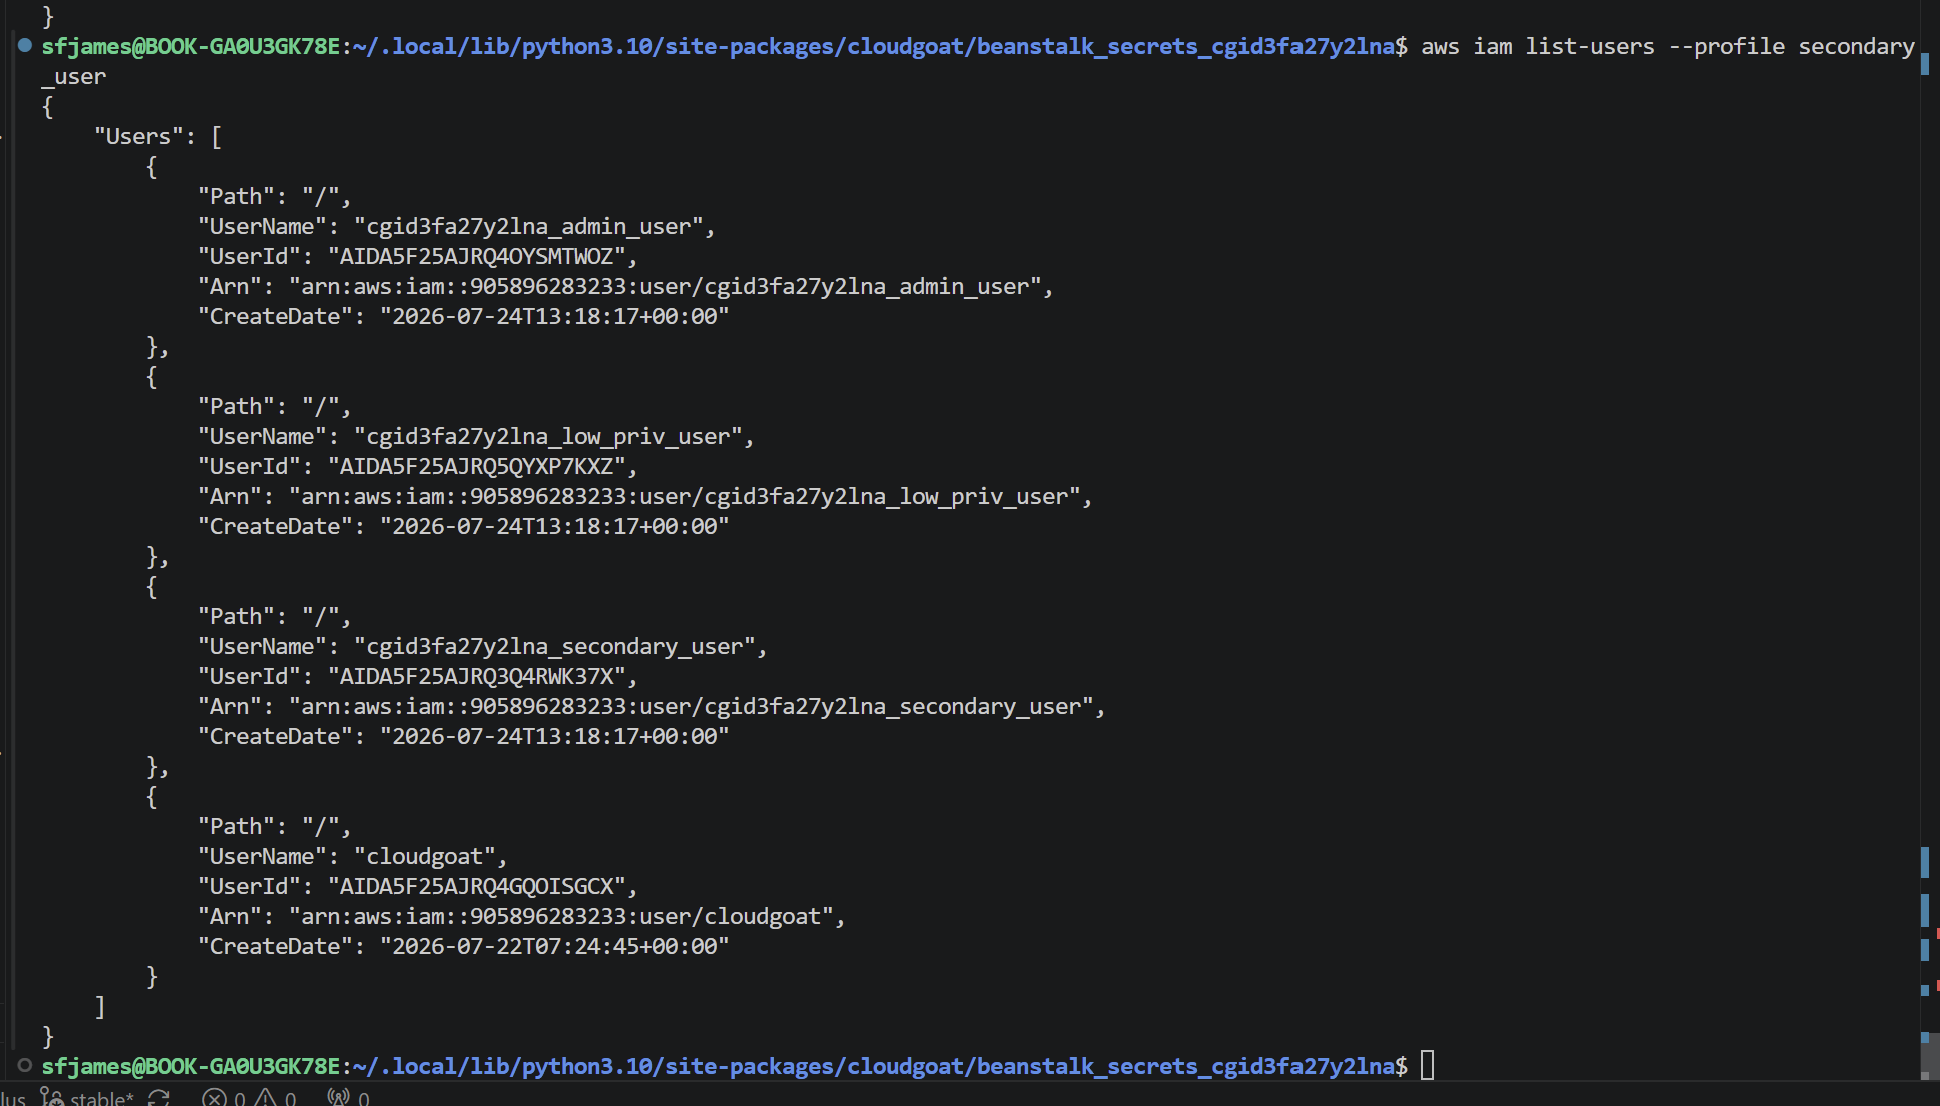 }
sfjames@BOOK-GA0U3GK78E:~/.local/lib/python3.10/site-packages/cloudgoat/beanstalk_secrets_cgid3fa27y2lna$ aws iam list-users --profile secondary
_user
{
    "Users": [
        {
            "Path": "/",
            "UserName": "cgid3fa27y2lna_admin_user",
            "UserId": "AIDA5F25AJRQ4OYSMTWOZ",
            "Arn": "arn:aws:iam::905896283233:user/cgid3fa27y2lna_admin_user",
            "CreateDate": "2026-07-24T13:18:17+00:00"
        },
        {
            "Path": "/",
            "UserName": "cgid3fa27y2lna_low_priv_user",
            "UserId": "AIDA5F25AJRQ5QYXP7KXZ",
            "Arn": "arn:aws:iam::905896283233:user/cgid3fa27y2lna_low_priv_user",
            "CreateDate": "2026-07-24T13:18:17+00:00"
        },
        {
            "Path": "/",
            "UserName": "cgid3fa27y2lna_secondary_user",
            "UserId": "AIDA5F25AJRQ3Q4RWK37X",
            "Arn": "arn:aws:iam::905896283233:user/cgid3fa27y2lna_secondary_user",
            "CreateDate": "2026-07-24T13:18:17+00:00"
        },
        {
            "Path": "/",
            "UserName": "cloudgoat",
            "UserId": "AIDA5F25AJRQ4GQOISGCX",
            "Arn": "arn:aws:iam::905896283233:user/cloudgoat",
            "CreateDate": "2026-07-22T07:24:45+00:00"
        }
    ]
}
sfjames@BOOK-GA0U3GK78E:~/.local/lib/python3.10/site-packages/cloudgoat/beanstalk_secrets_cgid3fa27y2lna$
lus stable* 0 0 0